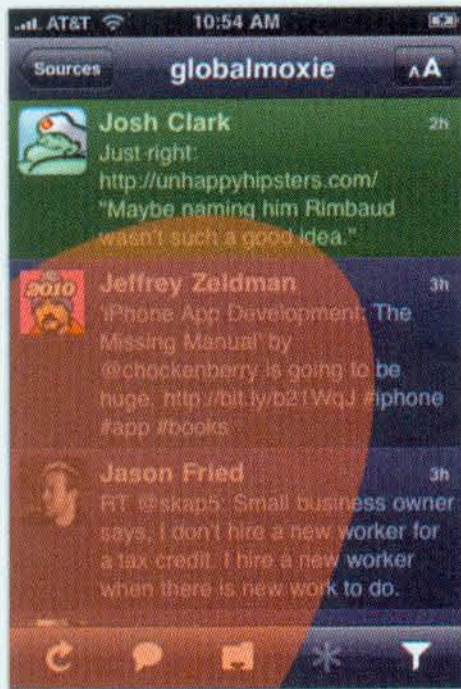 AT&T 10:54 AM
Sources globalmoxie AA
Josh Clark 2h
Just right:
http://unhappyhipsters.com/
"Maybe naming him Rimbaud
wasn't such a good idea."
2010
Jeffrey Zeldman 3h
'iPhone App Development: The
Missing Manual' by
@chockenberry is going to be
huge. http://bit.ly/b21WqJ #iphone
#app #books
Jason Fried 3h
RT @skap5: Small business owner
says, I don't hire a new worker for
a tax credit. I hire a new worker
when there is new work to do.